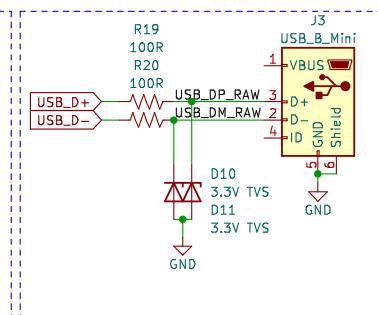 J3
USB_B_Mini
R19
100R
R20
100R
USB_D+
USB_D-
USB_DP_RAW
USB_DM_RAW
1
3
2
4
VBUS
D+
D-
ID
GND
Shield
5
6
GND
D10
3.3V TVS
D11
3.3V TVS
GND